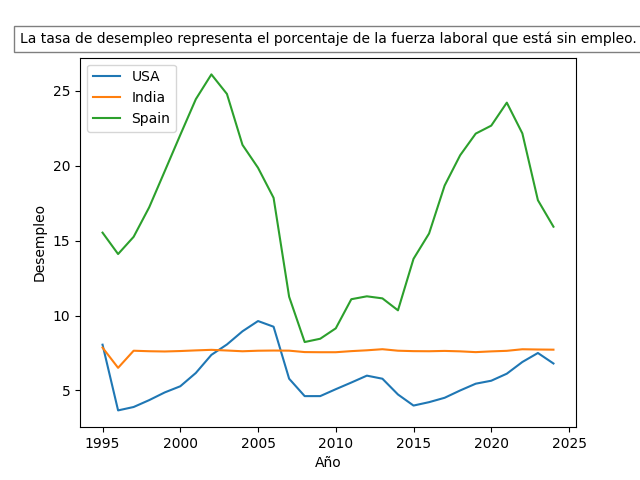 La tasa de desempleo representa el porcentaje de la fuerza laboral que está sin empleo.
USA
India
Spain
25
20
15
10
5
Desempleo
1995 2000 2005 2010 2015 2020 2025
Año